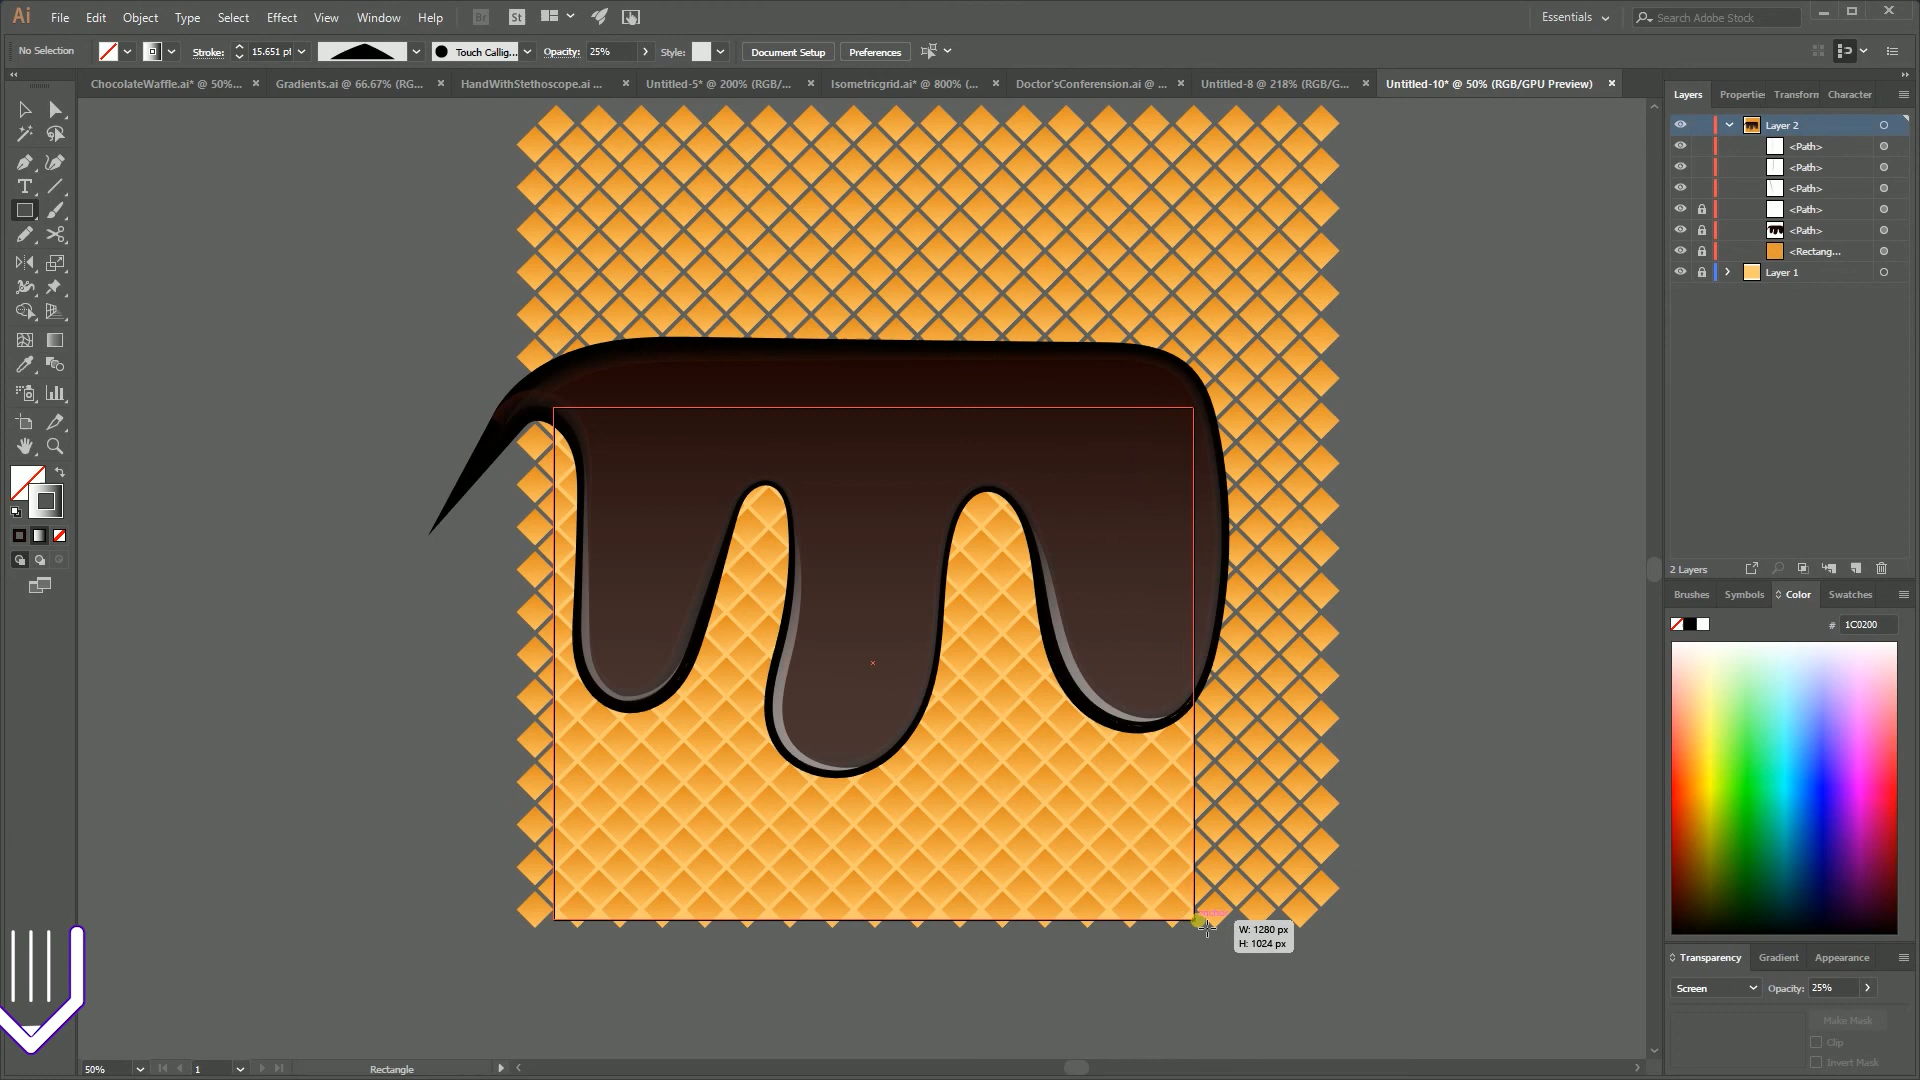 Ai File Edit Object Type Select Effect View Window Help Br St Essentials Search Adobe Stock
No Selection Stroke: 15.651 pt Touch Callig... Opacity: 25% Style: Document Setup Preferences
ChocolateWaffle.ai* @ 50%... Gradients.ai @ 66.67% (RG... HandWithStethoscope.ai ... Untitled-5* @ 200% (RGB/... Isometricgrid.ai* @ 800% (... Doctor'sConferension.ai @ ... Untitled-8 @ 218% (RGB/G... Untitled-10* @ 50% (RGB/GPU Preview)
Layers Properties Transform Character
Layer 2
<Path>
<Path>
<Path>
<Path>
<Path>
<Rectang...
Layer 1
2 Layers
Brushes Symbols Color Swatches
# 1C0200
W: 1280 px
H: 1024 px
Transparency Gradient Appearance
Screen Opacity: 25%
Make Mask
Clip
Invert Mask
50% 1 Rectangle